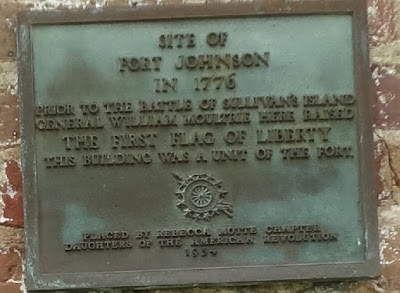 SITE OF
FORT JOHNSON
IN 1776
PRIOR TO THE BATTLE OF SULLIVAN'S ISLAND
GENERAL WILLIAM MOULTRIE HERE RAISED
THE FIRST FLAG OF LIBERTY
THIS BUILDING WAS A UNIT OF THE FORT.
PLACED BY REBECCA MOTTE CHAPTER
DAUGHTERS OF THE AMERICAN REVOLUTION